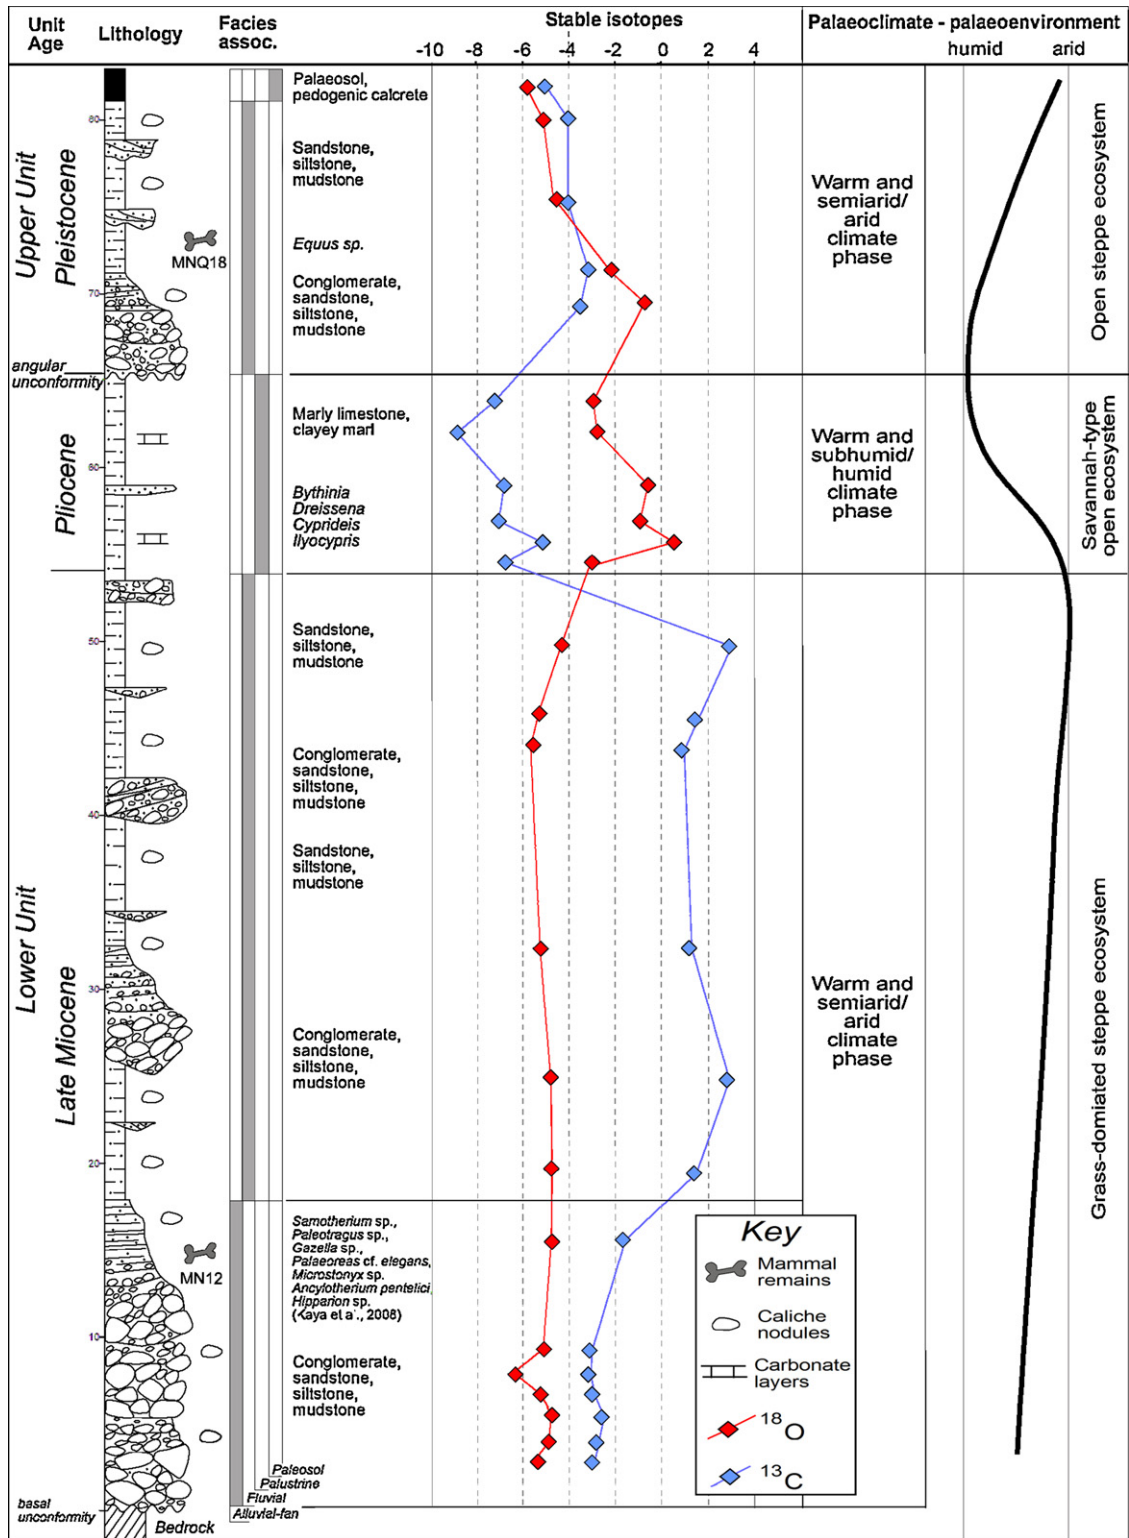 Unit
Age
Lithology
Facies
assoc.
Stable isotopes
-10 -8 -6 -4 -2 0 2 4
Palaeoclimate - palaeoenvironment
humid arid
Upper Unit
Pleistocene
80
70
MNQ18
angular
unconformity
Palaeosol,
pedogenic calcrete
Sandstone,
siltstone,
mudstone
Equus sp.
Conglomerate,
sandstone,
siltstone,
mudstone
Warm and
semiarid/
arid
climate
phase
Open steppe ecosystem
Pliocene
60
Marly limestone,
clayey marl
Bythinia
Dreissena
Cyprideis
Ilyocypris
Warm and
subhumid/
humid
climate
phase
Savannah-type
open ecosystem
Lower Unit
Late Miocene
50
40
30
20
10
MN12
Sandstone,
siltstone,
mudstone
Conglomerate,
sandstone,
siltstone,
mudstone
Sandstone,
siltstone,
mudstone
Conglomerate,
sandstone,
siltstone,
mudstone
Samotherium sp.,
Paleotragus sp.,
Gazella sp.,
Palaeoreas cf. elegans,
Microstonyx sp.
Ancylotherium pentelici,
Hipparion sp.
(Kaya et al., 2008)
Conglomerate,
sandstone,
siltstone,
mudstone
Warm and
semiarid/
arid
climate
phase
Grass-domiated steppe ecosystem
Paleosol
Palustrine
Fluvial
Alluvial-fan
basal
unconformity
Bedrock
Key
Mammal
remains
Caliche
nodules
Carbonate
layers
18 O
13 C